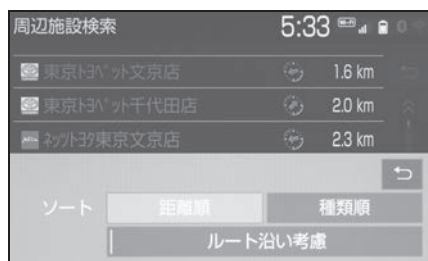 周辺施設検索 5:33
東京トヨペット文京店 1.6 km
東京トヨペット千代田店 2.0 km
ネッツトヨタ東京文京店 2.3 km
ソート 距離順 種類順
ルート沿い考慮